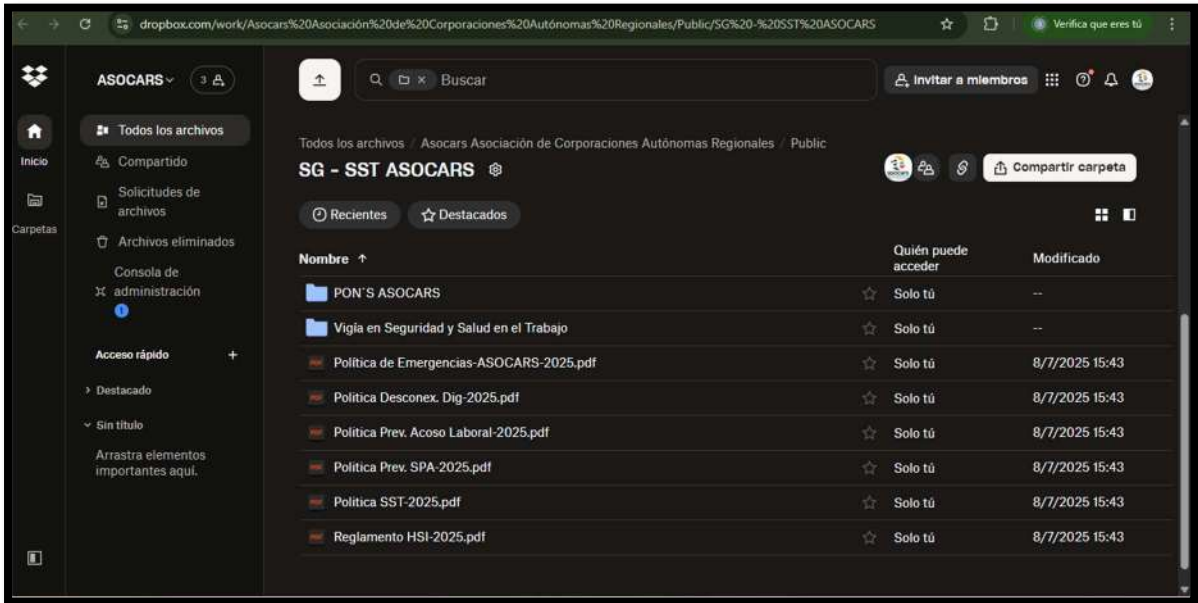 dropbox.com/work/Asocars%20Asociación%20de%20Corporaciones%20Autónomas%20Regionales/Public/SG%20-%20SST%20ASOCARS
Verifica que eres tú
ASOCARS
3
Buscar
Invitar a miembros
Inicio
Carpetas
Todos los archivos
Compartido
Solicitudes de
archivos
Archivos eliminados
Consola de
administración
1
Acceso rápido +
Destacado
Sin título
Arrastra elementos
importantes aquí.
Todos los archivos / Asocars Asociación de Corporaciones Autónomas Regionales / Public
SG - SST ASOCARS
Compartir carpeta
Recientes
Destacados
Nombre ↑
Quién puede
acceder
Modificado
PON´S ASOCARS Solo tú --
Vigía en Seguridad y Salud en el Trabajo Solo tú --
Política de Emergencias-ASOCARS-2025.pdf Solo tú 8/7/2025 15:43
Politica Desconex. Dig-2025.pdf Solo tú 8/7/2025 15:43
Politica Prev. Acoso Laboral-2025.pdf Solo tú 8/7/2025 15:43
Politica Prev. SPA-2025.pdf Solo tú 8/7/2025 15:43
Politica SST-2025.pdf Solo tú 8/7/2025 15:43
Reglamento HSI-2025.pdf Solo tú 8/7/2025 15:43